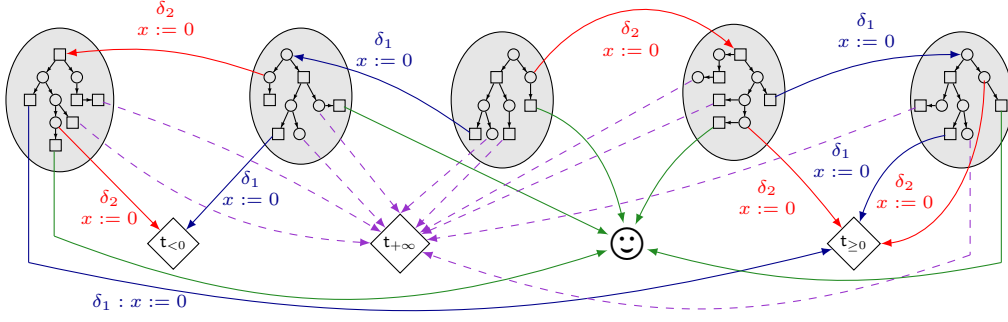 δ₂
x := 0
δ₁
x := 0
δ₂
x := 0
δ₁
x := 0
δ₁
x := 0
δ₂
x := 0
δ₁
x := 0
δ₂
x := 0
δ₂
x := 0
t<0
t+∞
t≥0
δ₁ : x := 0